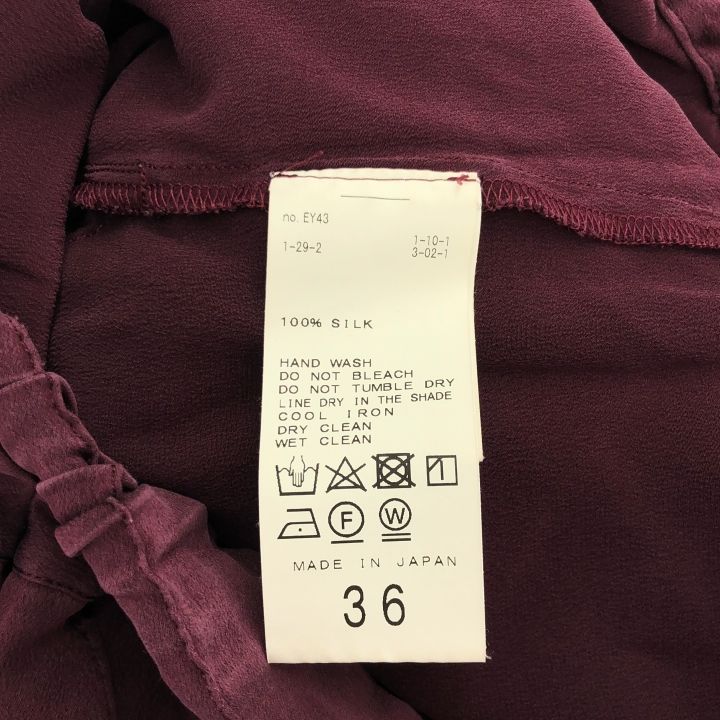 no. EY43
1-29-2 1-10-1
3-02-1
100% SILK
HAND WASH
DO NOT BLEACH
DO NOT TUMBLE DRY
LINE DRY IN THE SHADE
COOL IRON
DRY CLEAN
WET CLEAN
F W
MADE IN JAPAN
36